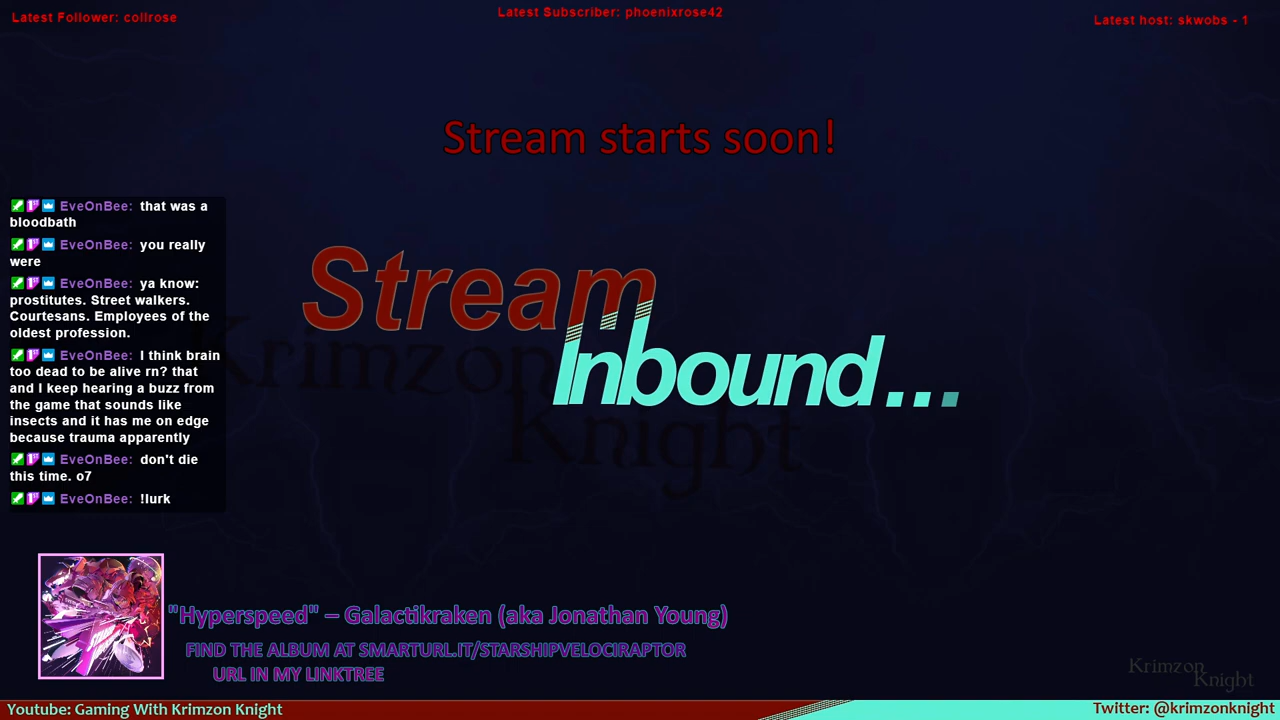 Latest Follower: collrose
Latest Subscriber: phoenixrose42
Latest host: skwobs - 1
Stream starts soon!
Stream
Inbound...
Krimzon
Knight
EveOnBee: that was a
bloodbath
EveOnBee: you really
were
EveOnBee: ya know:
prostitutes. Street walkers.
Courtesans. Employees of the
oldest profession.
EveOnBee: I think brain
too dead to be alive rn? that
and I keep hearing a buzz from
the game that sounds like
insects and it has me on edge
because trauma apparently
EveOnBee: don't die
this time. o7
EveOnBee: !lurk
"Hyperspeed" – Galactikraken (aka Jonathan Young)
FIND THE ALBUM AT SMARTURL.IT/STARSHIPVELOCIRAPTOR
URL IN MY LINKTREE
Krimzon
Knight
Youtube: Gaming With Krimzon Knight
Twitter: @krimzonknight